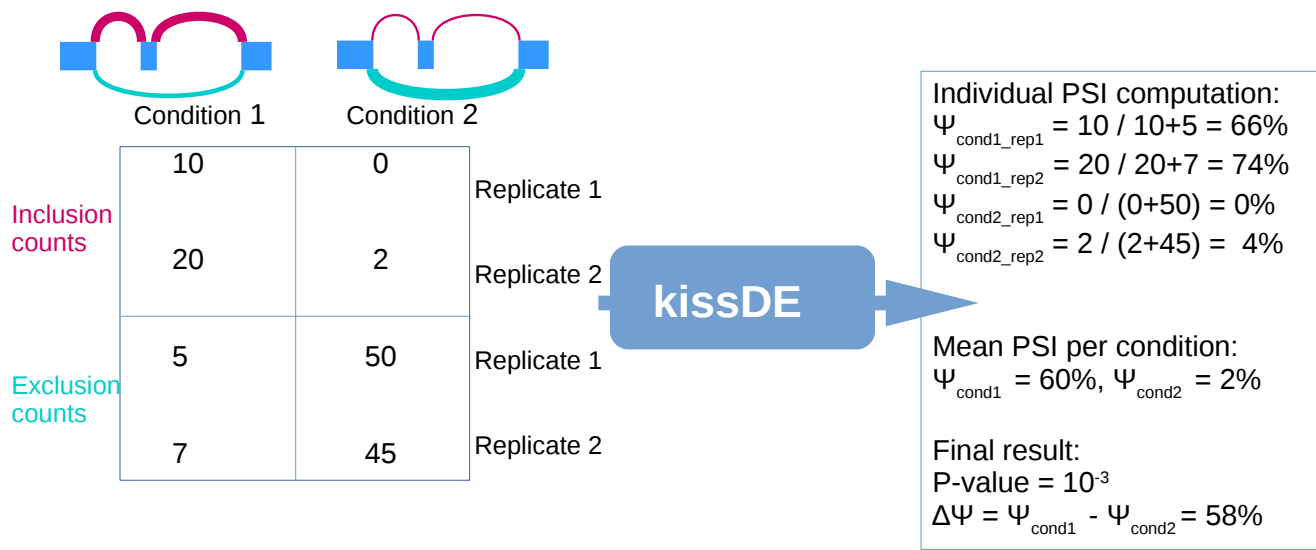 Condition 1 Condition 2
Inclusion
counts
10 0
Replicate 1
20 2
Replicate 2
Exclusion
counts
5 50
Replicate 1
7 45
Replicate 2
kissDE
Individual PSI computation:
Ψcond1_rep1 = 10 / 10+5 = 66%
Ψcond1_rep2 = 20 / 20+7 = 74%
Ψcond2_rep1 = 0 / (0+50) = 0%
Ψcond2_rep2 = 2 / (2+45) = 4%
Mean PSI per condition:
Ψcond1 = 60%, Ψcond2 = 2%
Final result:
P-value = 10⁻³
ΔΨ = Ψcond1 - Ψcond2 = 58%